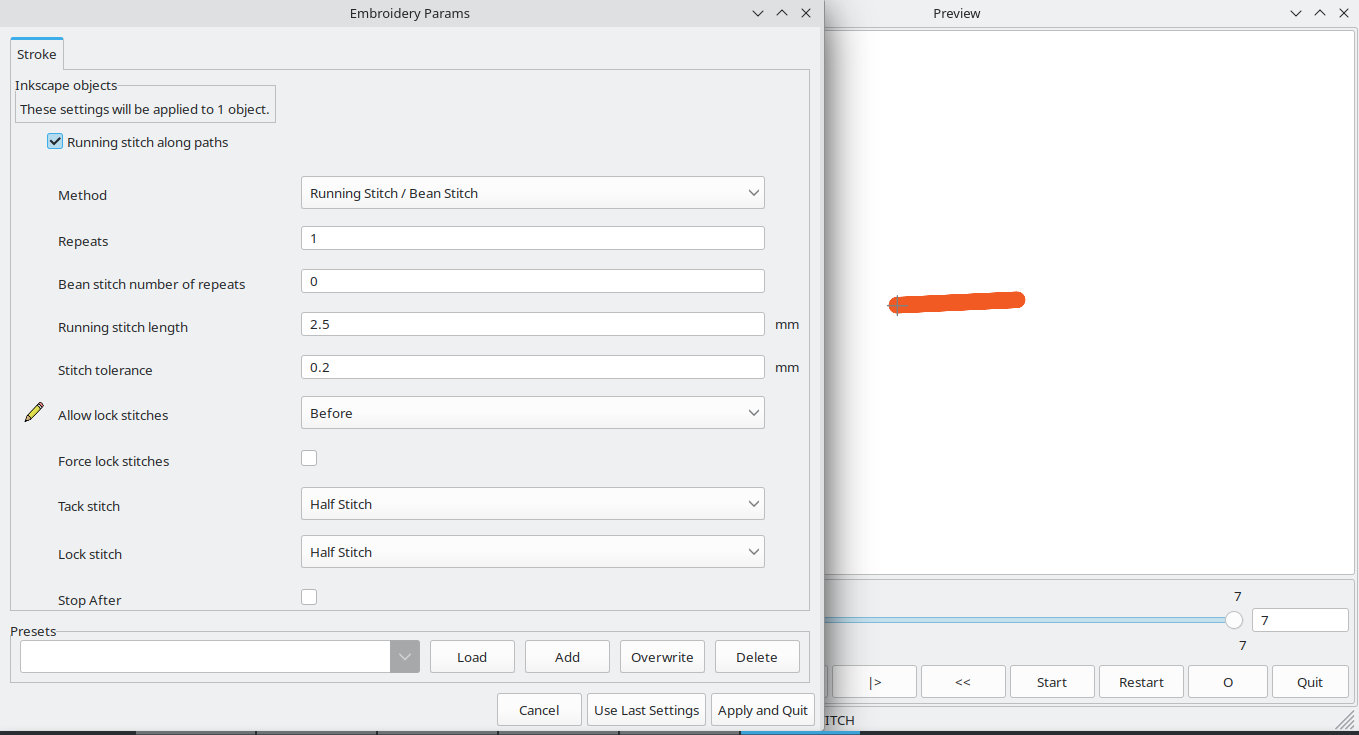 Embroidery Params
Preview
Stroke
Inkscape objects
These settings will be applied to 1 object.
Running stitch along paths
Method
Running Stitch / Bean Stitch
Repeats
1
Bean stitch number of repeats
0
Running stitch length
2.5
mm
Stitch tolerance
0.2
mm
Allow lock stitches
Before
Force lock stitches
Tack stitch
Half Stitch
Lock stitch
Half Stitch
Stop After
Presets
Load
Add
Overwrite
Delete
Cancel
Use Last Settings
Apply and Quit
7
7
7
|>
<<
Start
Restart
O
Quit
ITCH